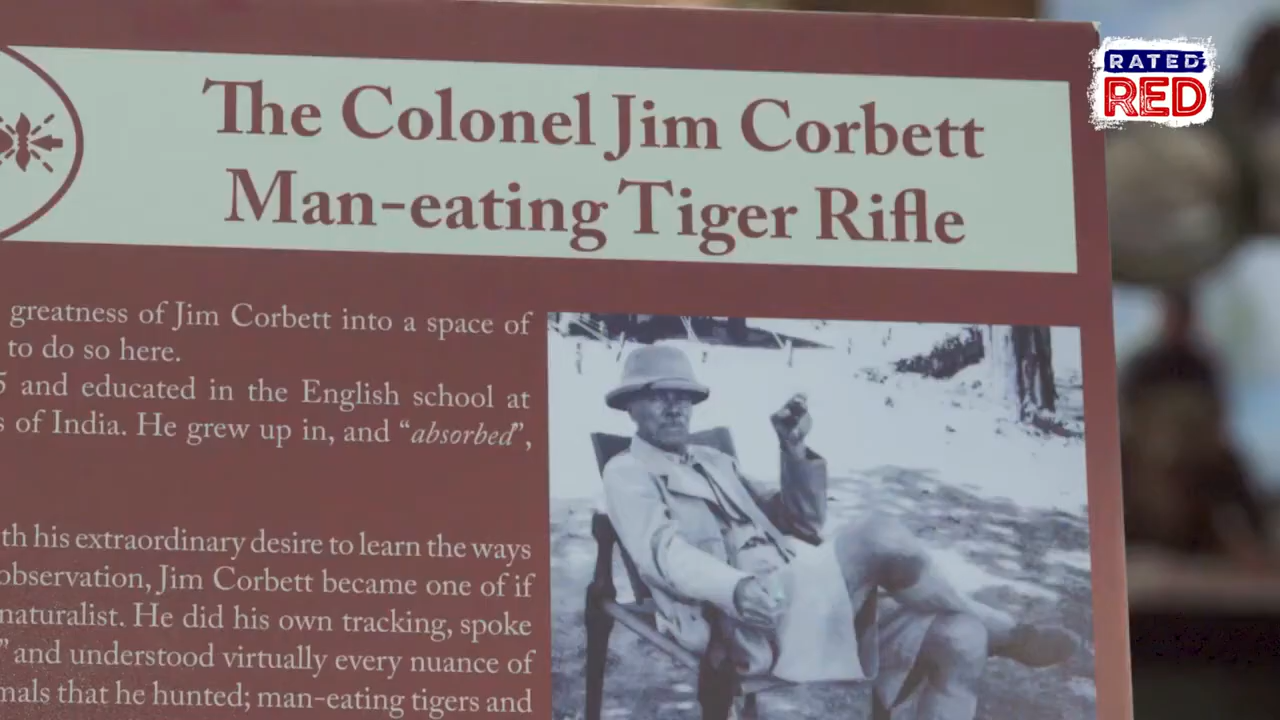 RATED
RED
The Colonel Jim Corbett
Man-eating Tiger Rifle
greatness of Jim Corbett into a space of
to do so here.
5 and educated in the English school at
s of India. He grew up in, and “absorbed”,
th his extraordinary desire to learn the ways
observation, Jim Corbett became one of if
naturalist. He did his own tracking, spoke
” and understood virtually every nuance of
mals that he hunted; man-eating tigers and